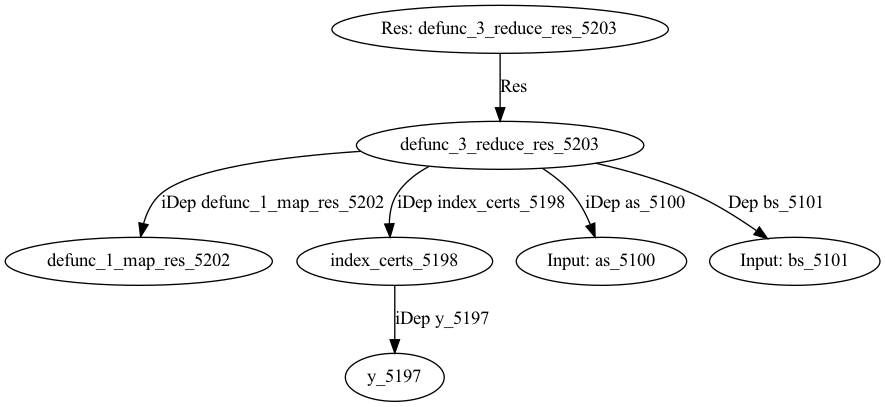 Res: defunc_3_reduce_res_5203
Res
defunc_3_reduce_res_5203
iDep defunc_1_map_res_5202
iDep index_certs_5198
iDep as_5100
Dep bs_5101
defunc_1_map_res_5202
index_certs_5198
Input: as_5100
Input: bs_5101
iDep y_5197
y_5197